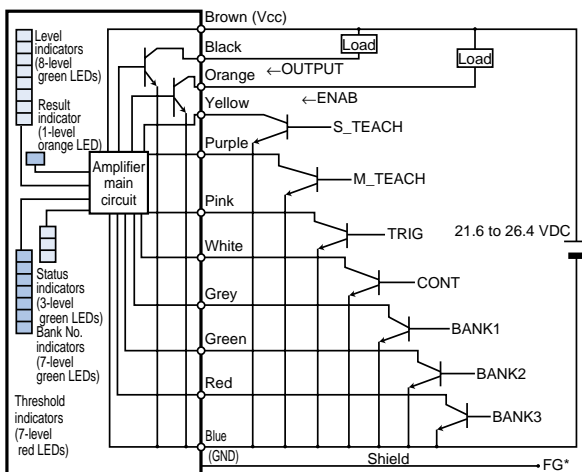 Level
indicators
(8-level
green LEDs)
Result
indicator
(1-level
orange LED)
Amplifier
main
circuit
Status
indicators
(3-level
green LEDs)
Bank No.
indicators
(7-level
green LEDs)
Threshold
indicators
(7-level
red LEDs)
Brown (Vcc)
Black
Load
Load
Orange
←OUTPUT
←ENAB
Yellow
S_TEACH
Purple
M_TEACH
Pink
TRIG
21.6 to 26.4 VDC
White
CONT
Grey
BANK1
Green
BANK2
Red
BANK3
Blue
(GND)
Shield
FG*